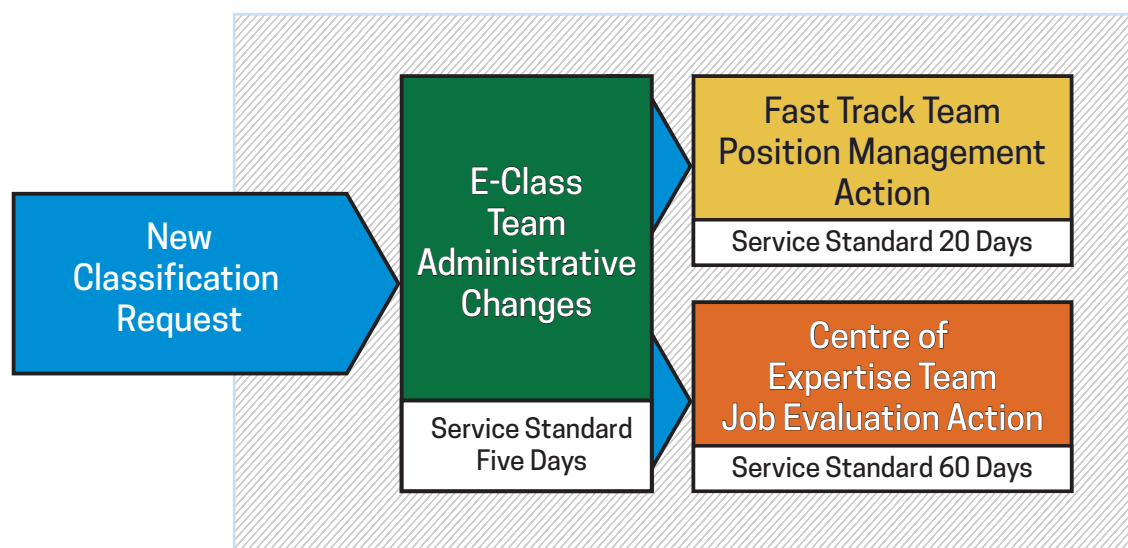 New
Classification
Request
E-Class
Team
Administrative
Changes
Service Standard
Five Days
Fast Track Team
Position Management
Action
Service Standard 20 Days
Centre of
Expertise Team
Job Evaluation Action
Service Standard 60 Days